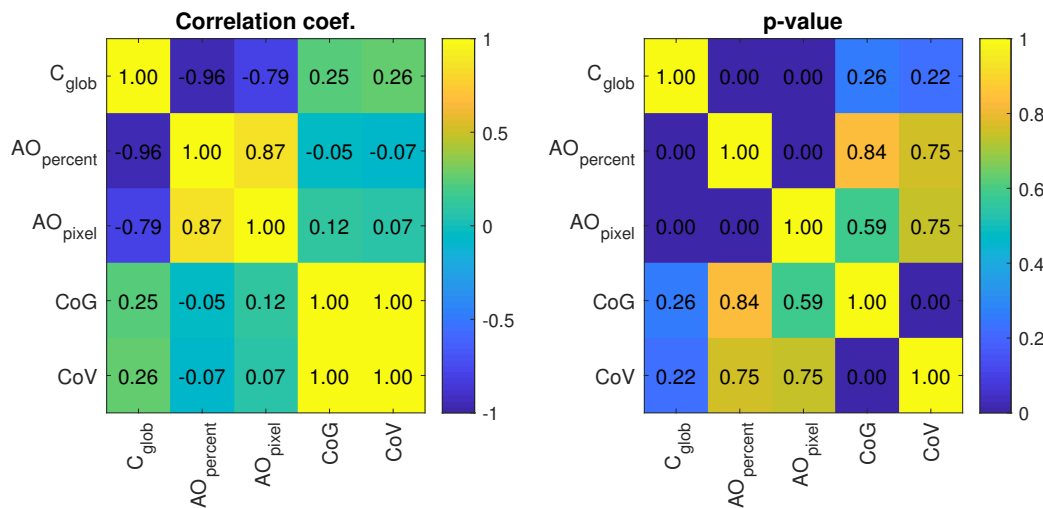 Correlation coef.
C_glob 1.00 -0.96 -0.79 0.25 0.26
AO_percent -0.96 1.00 0.87 -0.05 -0.07
AO_pixel -0.79 0.87 1.00 0.12 0.07
CoG 0.25 -0.05 0.12 1.00 1.00
CoV 0.26 -0.07 0.07 1.00 1.00
C_glob AO_percent AO_pixel CoG CoV
1
0.5
0
-0.5
-1
p-value
C_glob 1.00 0.00 0.00 0.26 0.22
AO_percent 0.00 1.00 0.00 0.84 0.75
AO_pixel 0.00 0.00 1.00 0.59 0.75
CoG 0.26 0.84 0.59 1.00 0.00
CoV 0.22 0.75 0.75 0.00 1.00
C_glob AO_percent AO_pixel CoG CoV
1
0.8
0.6
0.4
0.2
0